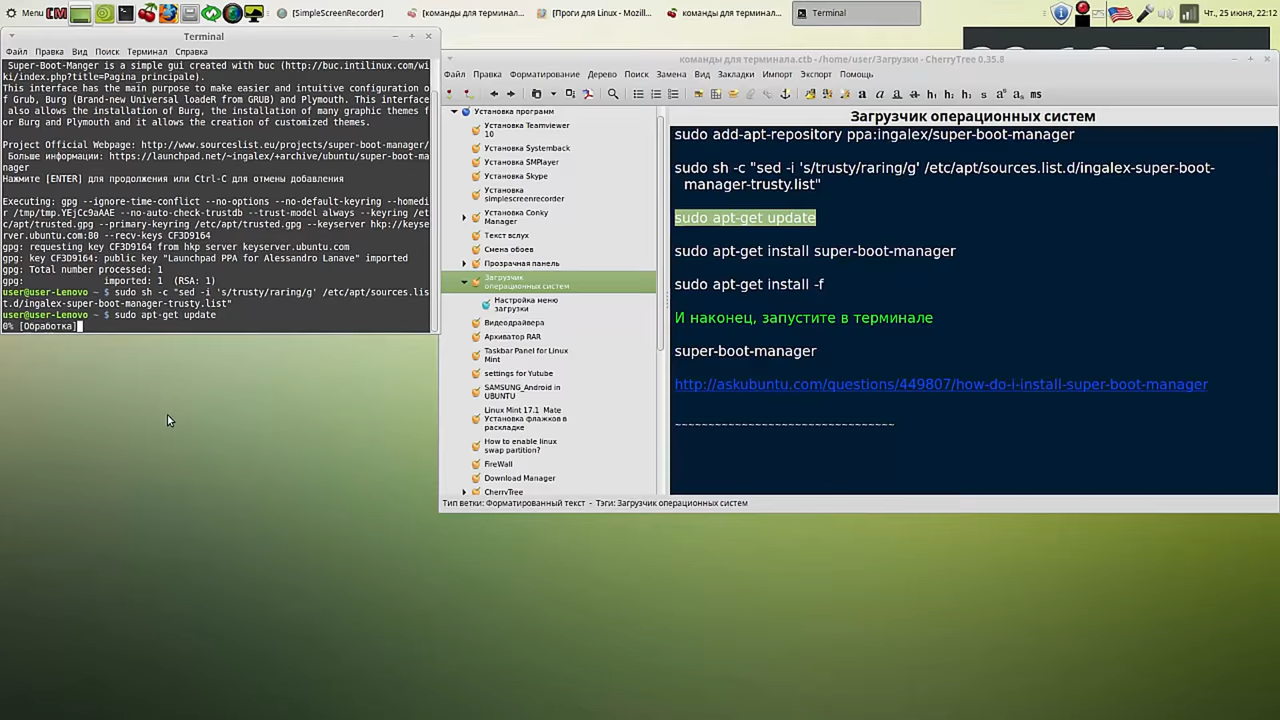 Menu
[SimpleScreenRecorder]
[команды для терминал...
[Проги для Linux - Mozill...
команды для терминал...
Terminal
Чт., 25 июня, 22:12
Terminal
Файл Правка Вид Поиск Терминал Справка
Super-Boot-Manger is a simple gui created with buc (http://buc.intilinux.com/wi
ki/index.php?title=Pagina_principale).
This interface has the main purpose to make easier and intuitive configuration o
f Grub, Burg (Brand-new Universal loadeR from GRUB) and Plymouth. This interface
also allows the installation of Burg, the installation of many graphic themes f
or Burg and Plymouth and it allows the creation of customized themes.
Project Official Webpage: http://www.sourceslist.eu/projects/super-boot-manager/
Больше информации: https://launchpad.net/~ingalex/+archive/ubuntu/super-boot-ma
nager
Нажмите [ENTER] для продолжения или Ctrl-C для отмены добавления
Executing: gpg --ignore-time-conflict --no-options --no-default-keyring --homedi
r /tmp/tmp.YEjCc9aAAE --no-auto-check-trustdb --trust-model always --keyring /et
c/apt/trusted.gpg --primary-keyring /etc/apt/trusted.gpg --keyserver hkp://keyse
rver.ubuntu.com:80 --recv-keys CF3D9164
gpg: requesting key CF3D9164 from hkp server keyserver.ubuntu.com
gpg: key CF3D9164: public key "Launchpad PPA for Alessandro Lanave" imported
gpg: Total number processed: 1
gpg: imported: 1 (RSA: 1)
user@user-Lenovo ~ $ sudo sh -c "sed -i 's/trusty/raring/g' /etc/apt/sources.lis
t.d/ingalex-super-boot-manager-trusty.list"
user@user-Lenovo ~ $ sudo apt-get update
0% [Обработка]
команды для терминала.ctb - /home/user/Загрузки - CherryTree 0.35.8
Файл Правка Форматирование Дерево Поиск Замена Вид Закладки Импорт Экспорт Помощь
a a a a h₁ h₂ h₃ s aˢ aₛ ms
Установка программ
Установка Teamviewer
10
Установка Systemback
Установка SMPlayer
Установка Skype
Установка
simplescreenrecorder
Установка Conky
Manager
Текст вслух
Смена обоев
Прозрачная панель
Загрузчик
операционных систем
Настройка меню
загрузки
Видеодрайвера
Архиватор RAR
Taskbar Panel for Linux
Mint
settings for Yutube
SAMSUNG_Android in
UBUNTU
Linux Mint 17.1 Mate
Установка флажков в
раскладке
How to enable linux
swap partition?
FireWall
Download Manager
CherryTree
Загрузчик операционных систем
sudo add-apt-repository ppa:ingalex/super-boot-manager
sudo sh -c "sed -i 's/trusty/raring/g' /etc/apt/sources.list.d/ingalex-super-boot-
manager-trusty.list"
sudo apt-get update
sudo apt-get install super-boot-manager
sudo apt-get install -f
И наконец, запустите в терминале
super-boot-manager
http://askubuntu.com/questions/449807/how-do-i-install-super-boot-manager
~~~~~~~~~~~~~~~~~~~~~~~~~~~~~~~~~
Тип ветки: Форматированный текст - Тэги: Загрузчик операционных систем